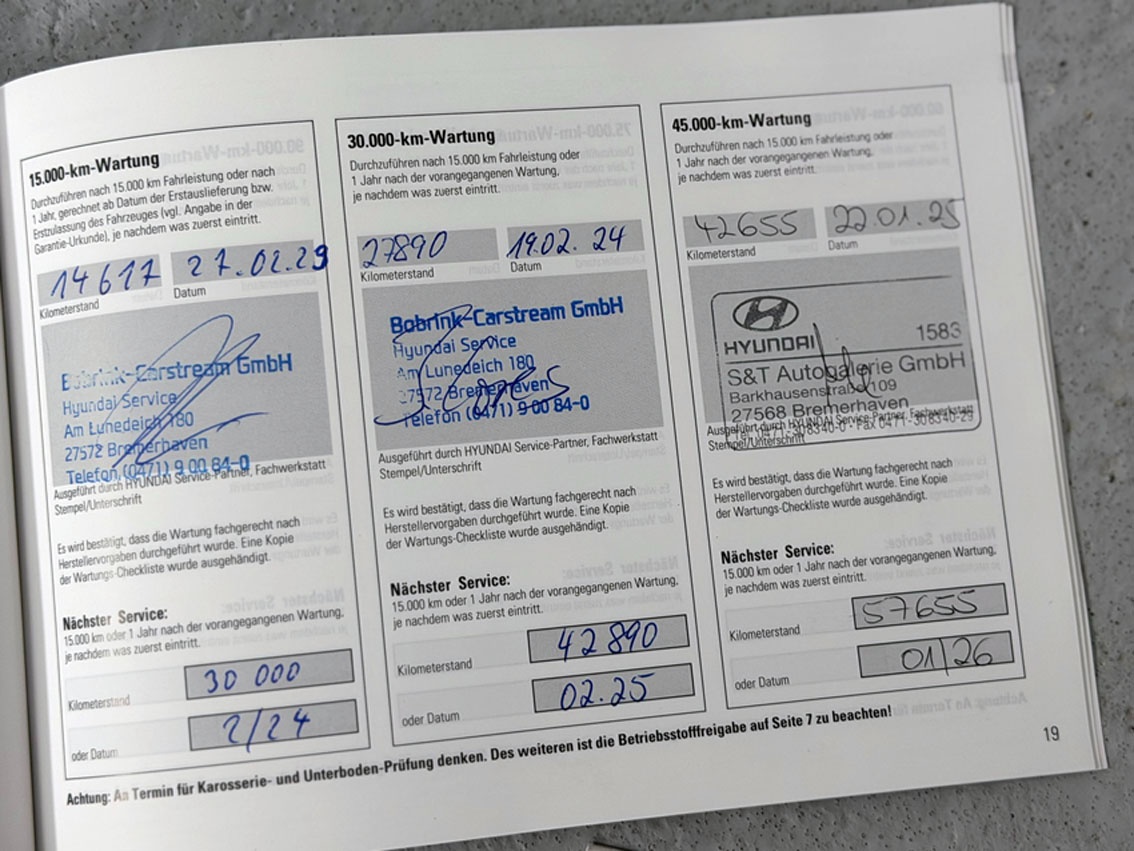 15.000-km-Wartung
Durchzuführen nach 15.000 km Fahrleistung oder nach
1 Jahr, gerechnet ab Datum der Erstauslieferung bzw.
Erstzulassung des Fahrzeuges (vgl. Angabe in der
Garantie-Urkunde), je nachdem was zuerst eintritt.
14617 27.02.23
Kilometerstand Datum
Bobrink-Carstream GmbH
Hyundai Service
Am Lunedeich 180
27572 Bremerhaven
Telefon (0471) 9 00 84-0
Ausgeführt durch HYUNDAI Service-Partner, Fachwerkstatt
Stempel/Unterschrift
Es wird bestätigt, dass die Wartung fachgerecht nach
Herstellervorgaben durchgeführt wurde. Eine Kopie
der Wartungs-Checkliste wurde ausgehändigt.
Nächster Service:
15.000 km oder 1 Jahr nach der vorangegangenen Wartung,
je nachdem was zuerst eintritt.
Kilometerstand 30 000
oder Datum 2/24
30.000-km-Wartung
Durchzuführen nach 15.000 km Fahrleistung oder
1 Jahr nach der vorangegangenen Wartung,
je nachdem was zuerst eintritt.
27890 19.02.24
Kilometerstand Datum
Bobrink-Carstream GmbH
Hyundai Service
Am Lunedeich 180
27572 Bremerhaven
Telefon (0471) 9 00 84-0
Ausgeführt durch HYUNDAI Service-Partner, Fachwerkstatt
Stempel/Unterschrift
Es wird bestätigt, dass die Wartung fachgerecht nach
Herstellervorgaben durchgeführt wurde. Eine Kopie
der Wartungs-Checkliste wurde ausgehändigt.
Nächster Service:
15.000 km oder 1 Jahr nach der vorangegangenen Wartung,
je nachdem was zuerst eintritt.
Kilometerstand 42890
oder Datum 02.25
45.000-km-Wartung
Durchzuführen nach 15.000 km Fahrleistung oder
1 Jahr nach der vorangegangenen Wartung,
je nachdem was zuerst eintritt.
42655 22.01.25
Kilometerstand Datum
HYUNDAI 1583
S&T Autogalerie GmbH
Barkhausenstraße 109
27568 Bremerhaven
Tel. 0471-308340-0 · Fax 0471-308340-29
Ausgeführt durch HYUNDAI Service-Partner, Fachwerkstatt
Stempel/Unterschrift
Es wird bestätigt, dass die Wartung fachgerecht nach
Herstellervorgaben durchgeführt wurde. Eine Kopie
der Wartungs-Checkliste wurde ausgehändigt.
Nächster Service:
15.000 km oder 1 Jahr nach der vorangegangenen Wartung,
je nachdem was zuerst eintritt.
Kilometerstand 57655
oder Datum 01/26
Achtung: An Termin für Karosserie- und Unterboden-Prüfung denken. Des weiteren ist die Betriebsstofffreigabe auf Seite 7 zu beachten!
19